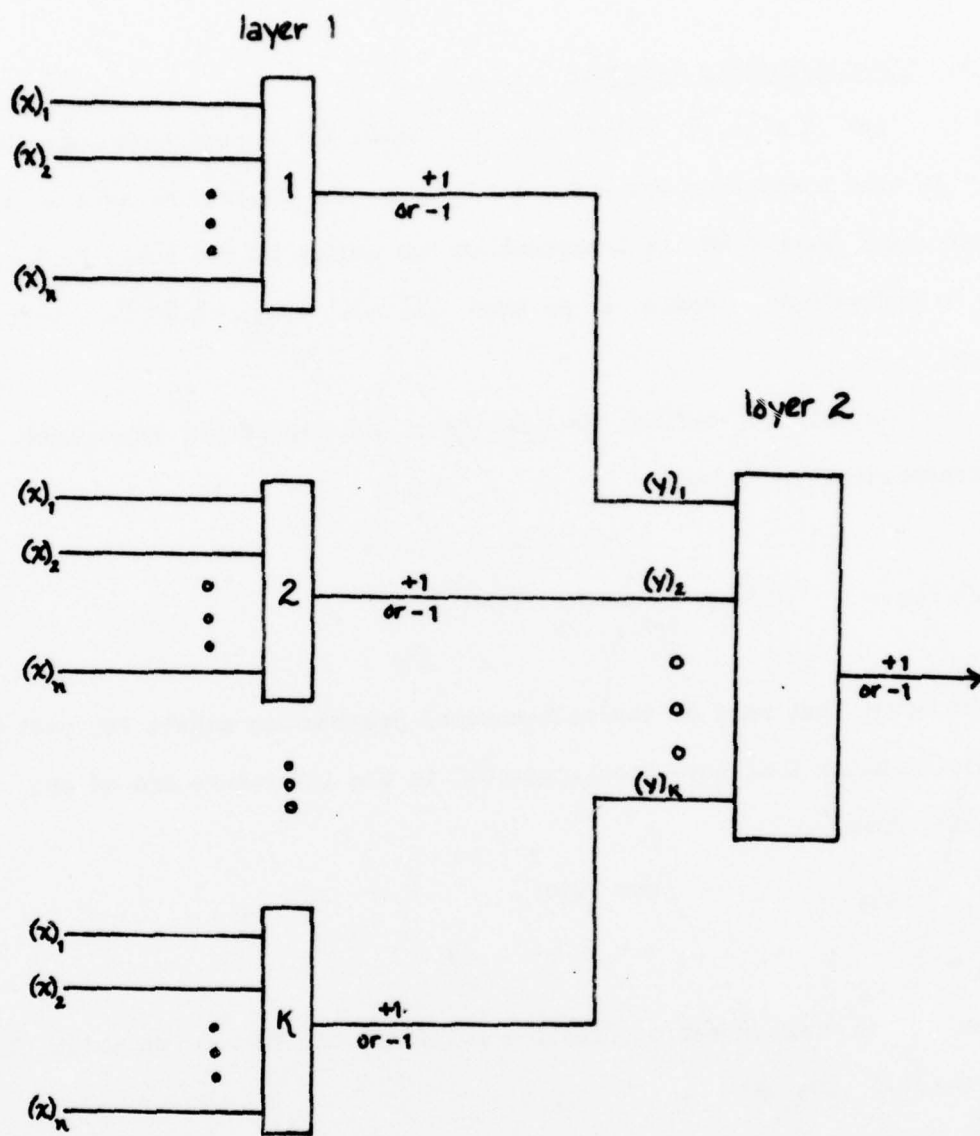 layer 1
(x)₁
(x)₂
1
+1
or -1
(x)ₙ
layer 2
(x)₁
(y)₁
(x)₂
2
+1
or -1
(y)₂
(x)ₙ
+1
or -1
(y)ₖ
(x)₁
(x)₂
K
+1
or -1
(x)ₙ